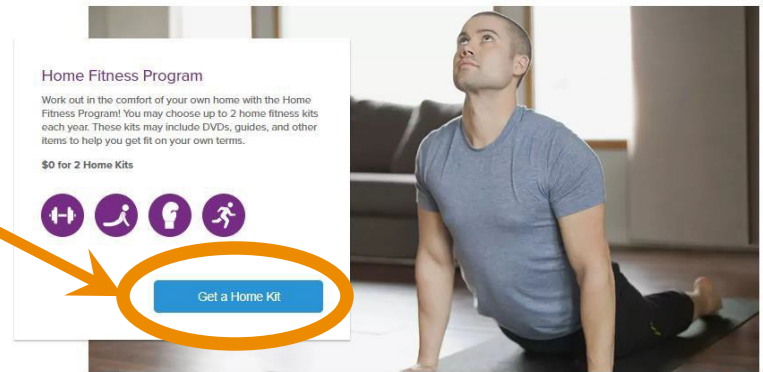 Home Fitness Program
Work out in the comfort of your own home with the Home
Fitness Program! You may choose up to 2 home fitness kits
each year. These kits may include DVDs, guides, and other
items to help you get fit on your own terms.
$0 for 2 Home Kits
Get a Home Kit